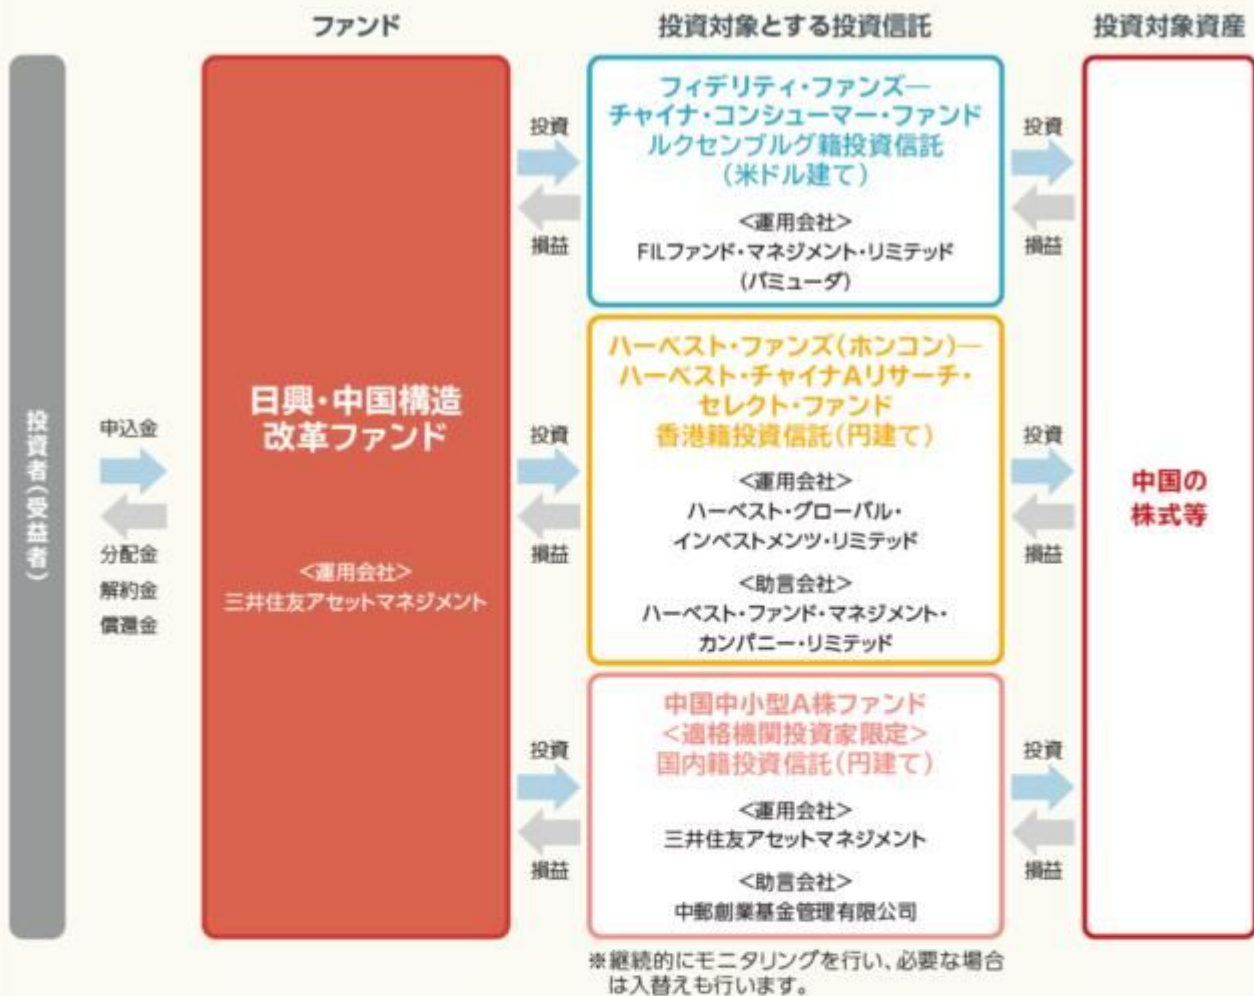 ファンド
投資対象とする投資信託
投資対象資産
投資者(受益者)
申込金
分配金
解約金
償還金
日興・中国構造
改革ファンド
<運用会社>
三井住友アセットマネジメント
投資
損益
フィデリティ・ファンズ―
チャイナ・コンシューマー・ファンド
ルクセンブルグ籍投資信託
(米ドル建て)
<運用会社>
FILファンド・マネジメント・リミテッド
(バミューダ)
投資
損益
投資
損益
ハーベスト・ファンズ(ホンコン)―
ハーベスト・チャイナAリサーチ・
セレクト・ファンド
香港籍投資信託(円建て)
<運用会社>
ハーベスト・グローバル・
インベストメンツ・リミテッド
<助言会社>
ハーベスト・ファンド・マネジメント・
カンパニー・リミテッド
投資
損益
投資
損益
中国中小型A株ファンド
<適格機関投資家限定>
国内籍投資信託(円建て)
<運用会社>
三井住友アセットマネジメント
<助言会社>
中郵創業基金管理有限公司
投資
損益
中国の
株式等
※継続的にモニタリングを行い、必要な場合
は入替えも行います。